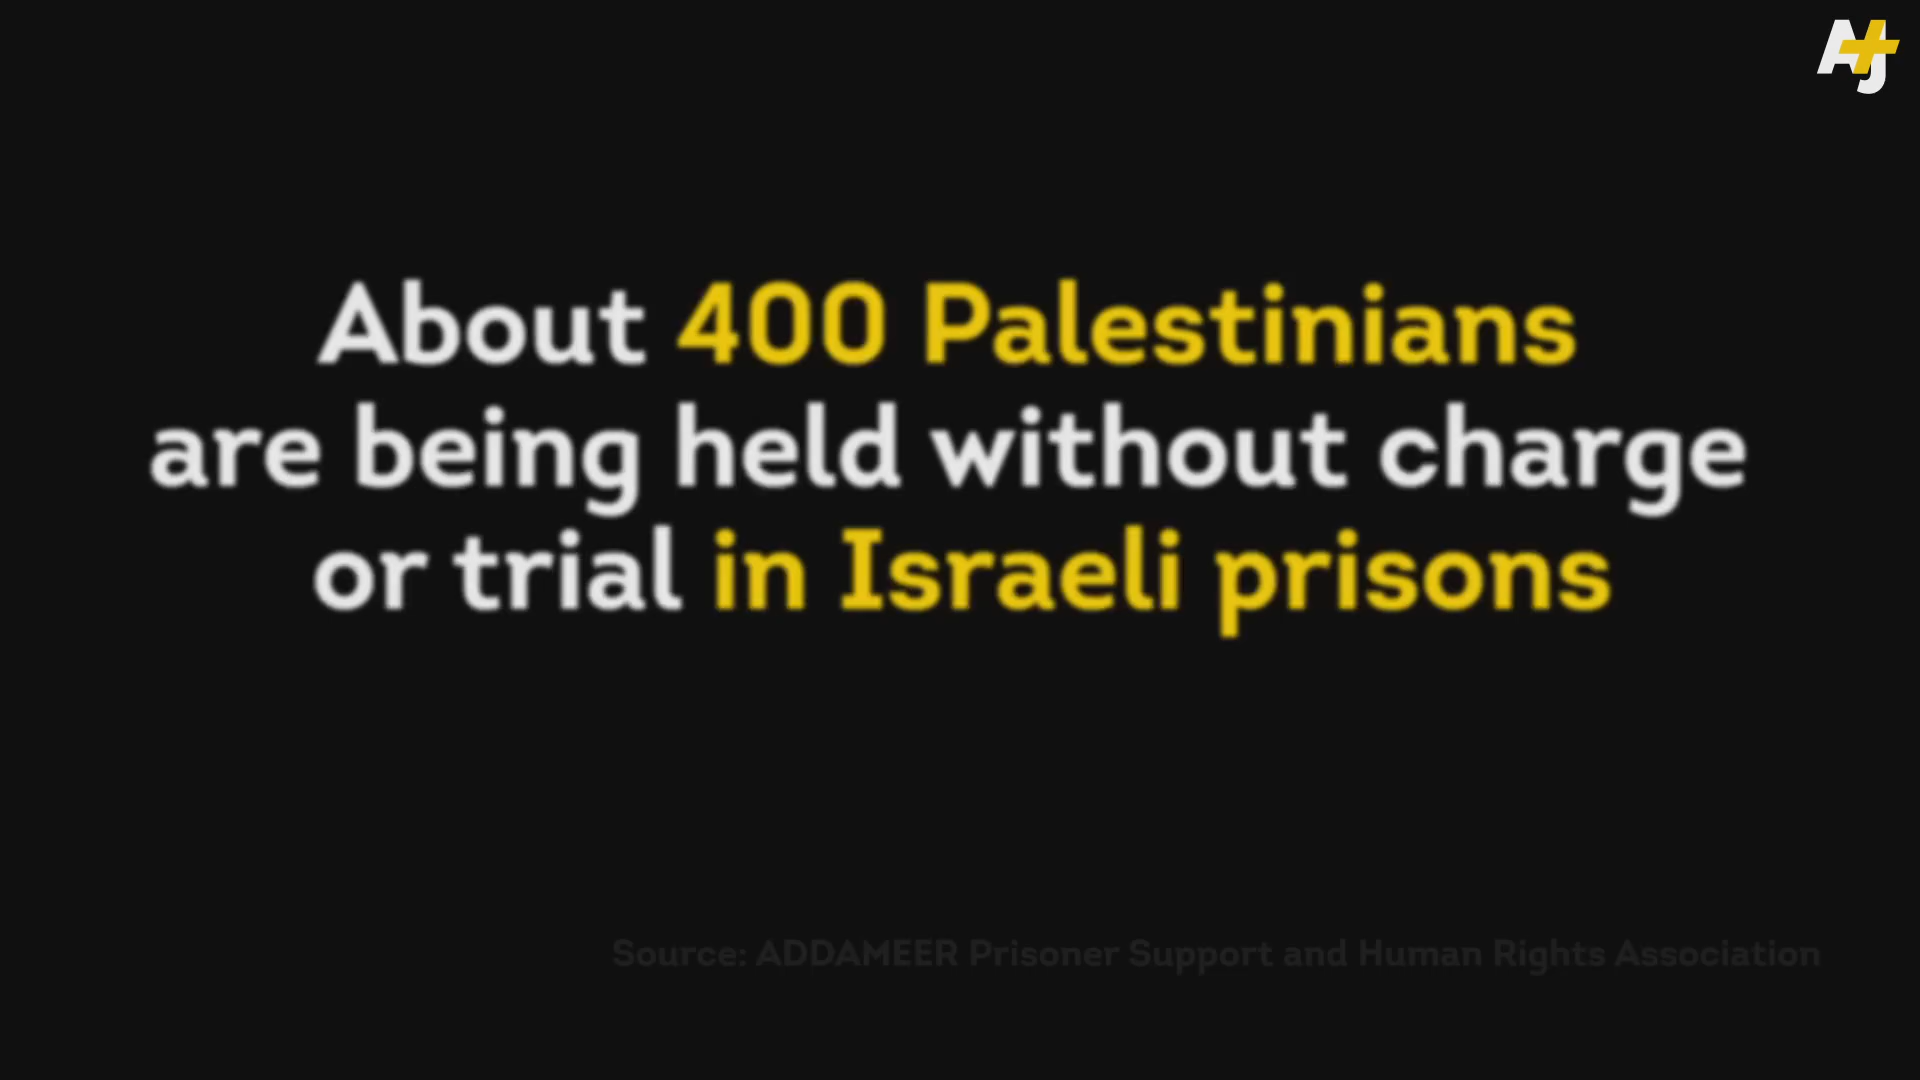 AJ+
About 400 Palestinians
are being held without charge
or trial in Israeli prisons
Source: ADDAMEER Prisoner Support and Human Rights Association